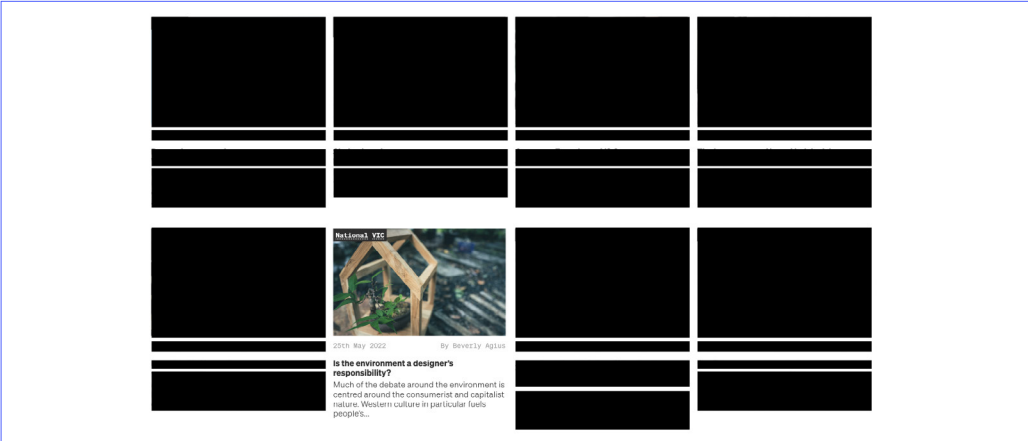 National VIC
25th May 2022 By Beverly Agius
Is the environment a designer's
responsibility?
Much of the debate around the environment is
centred around the consumerist and capitalist
nature. Western culture in particular fuels
people's...